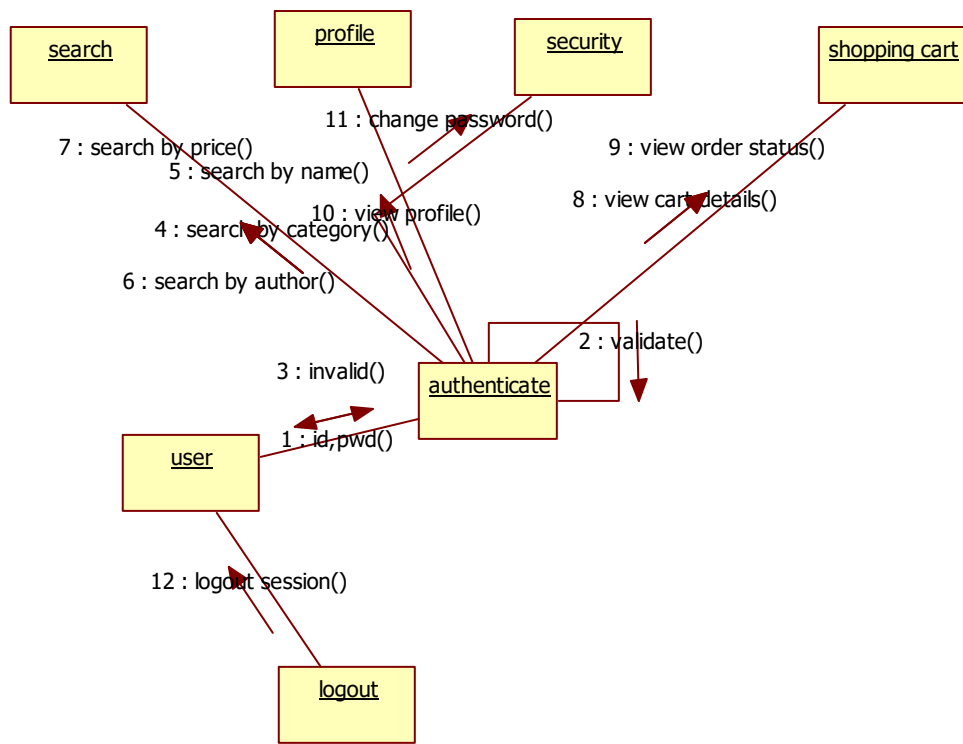 profile
search
security
shopping cart
11 : change password()
7 : search by price()
9 : view order status()
5 : search by name()
8 : view cart details()
10 : view profile()
4 : search by category()
6 : search by author()
2 : validate()
3 : invalid()
authenticate
1 : id,pwd()
user
12 : logout session()
logout